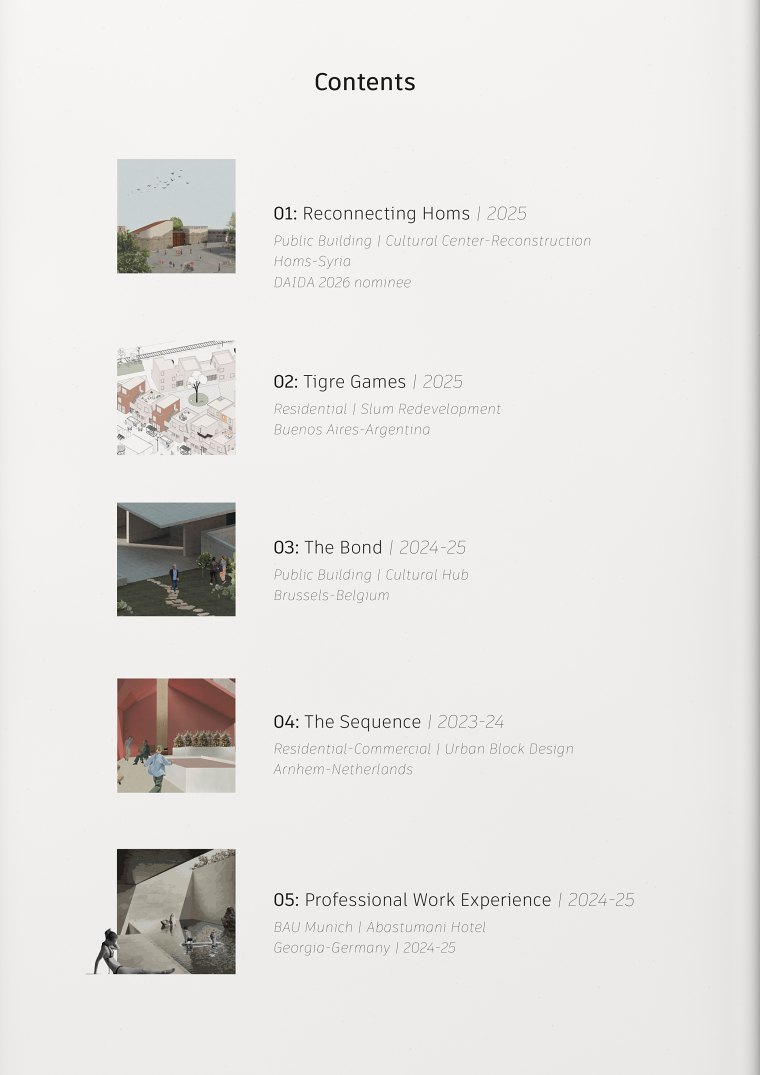 Contents
01: Reconnecting Homs | 2025
Public Building | Cultural Center-Reconstruction
Homs-Syria
DAIDA 2026 nominee
02: Tigre Games | 2025
Residential | Slum Redevelopment
Buenos Aires-Argentina
03: The Bond | 2024-25
Public Building | Cultural Hub
Brussels-Belgium
04: The Sequence | 2023-24
Residential-Commercial | Urban Block Design
Arnhem-Netherlands
05: Professional Work Experience | 2024-25
BAU Munich | Abastumani Hotel
Georgia-Germany | 2024-25